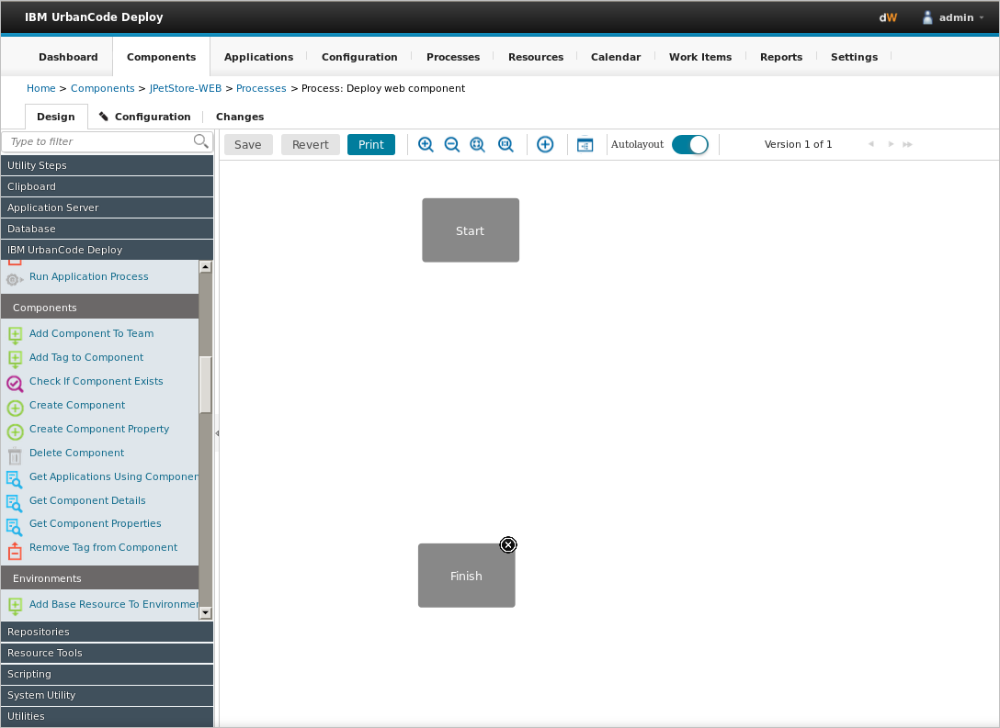 IBM UrbanCode Deploy dW admin
Dashboard Components Applications Configuration Processes Resources Calendar Work Items Reports Settings
Home > Components > JPetStore-WEB > Processes > Process: Deploy web component
Design Configuration Changes
Type to filter
Save Revert Print Autolayout Version 1 of 1
Utility Steps
Clipboard
Application Server
Database
IBM UrbanCode Deploy
Run Application Process
Components
Add Component To Team
Add Tag to Component
Check If Component Exists
Create Component
Create Component Property
Delete Component
Get Applications Using Componen
Get Component Details
Get Component Properties
Remove Tag from Component
Environments
Add Base Resource To Environmer
Repositories
Resource Tools
Scripting
System Utility
Utilities
Start
Finish